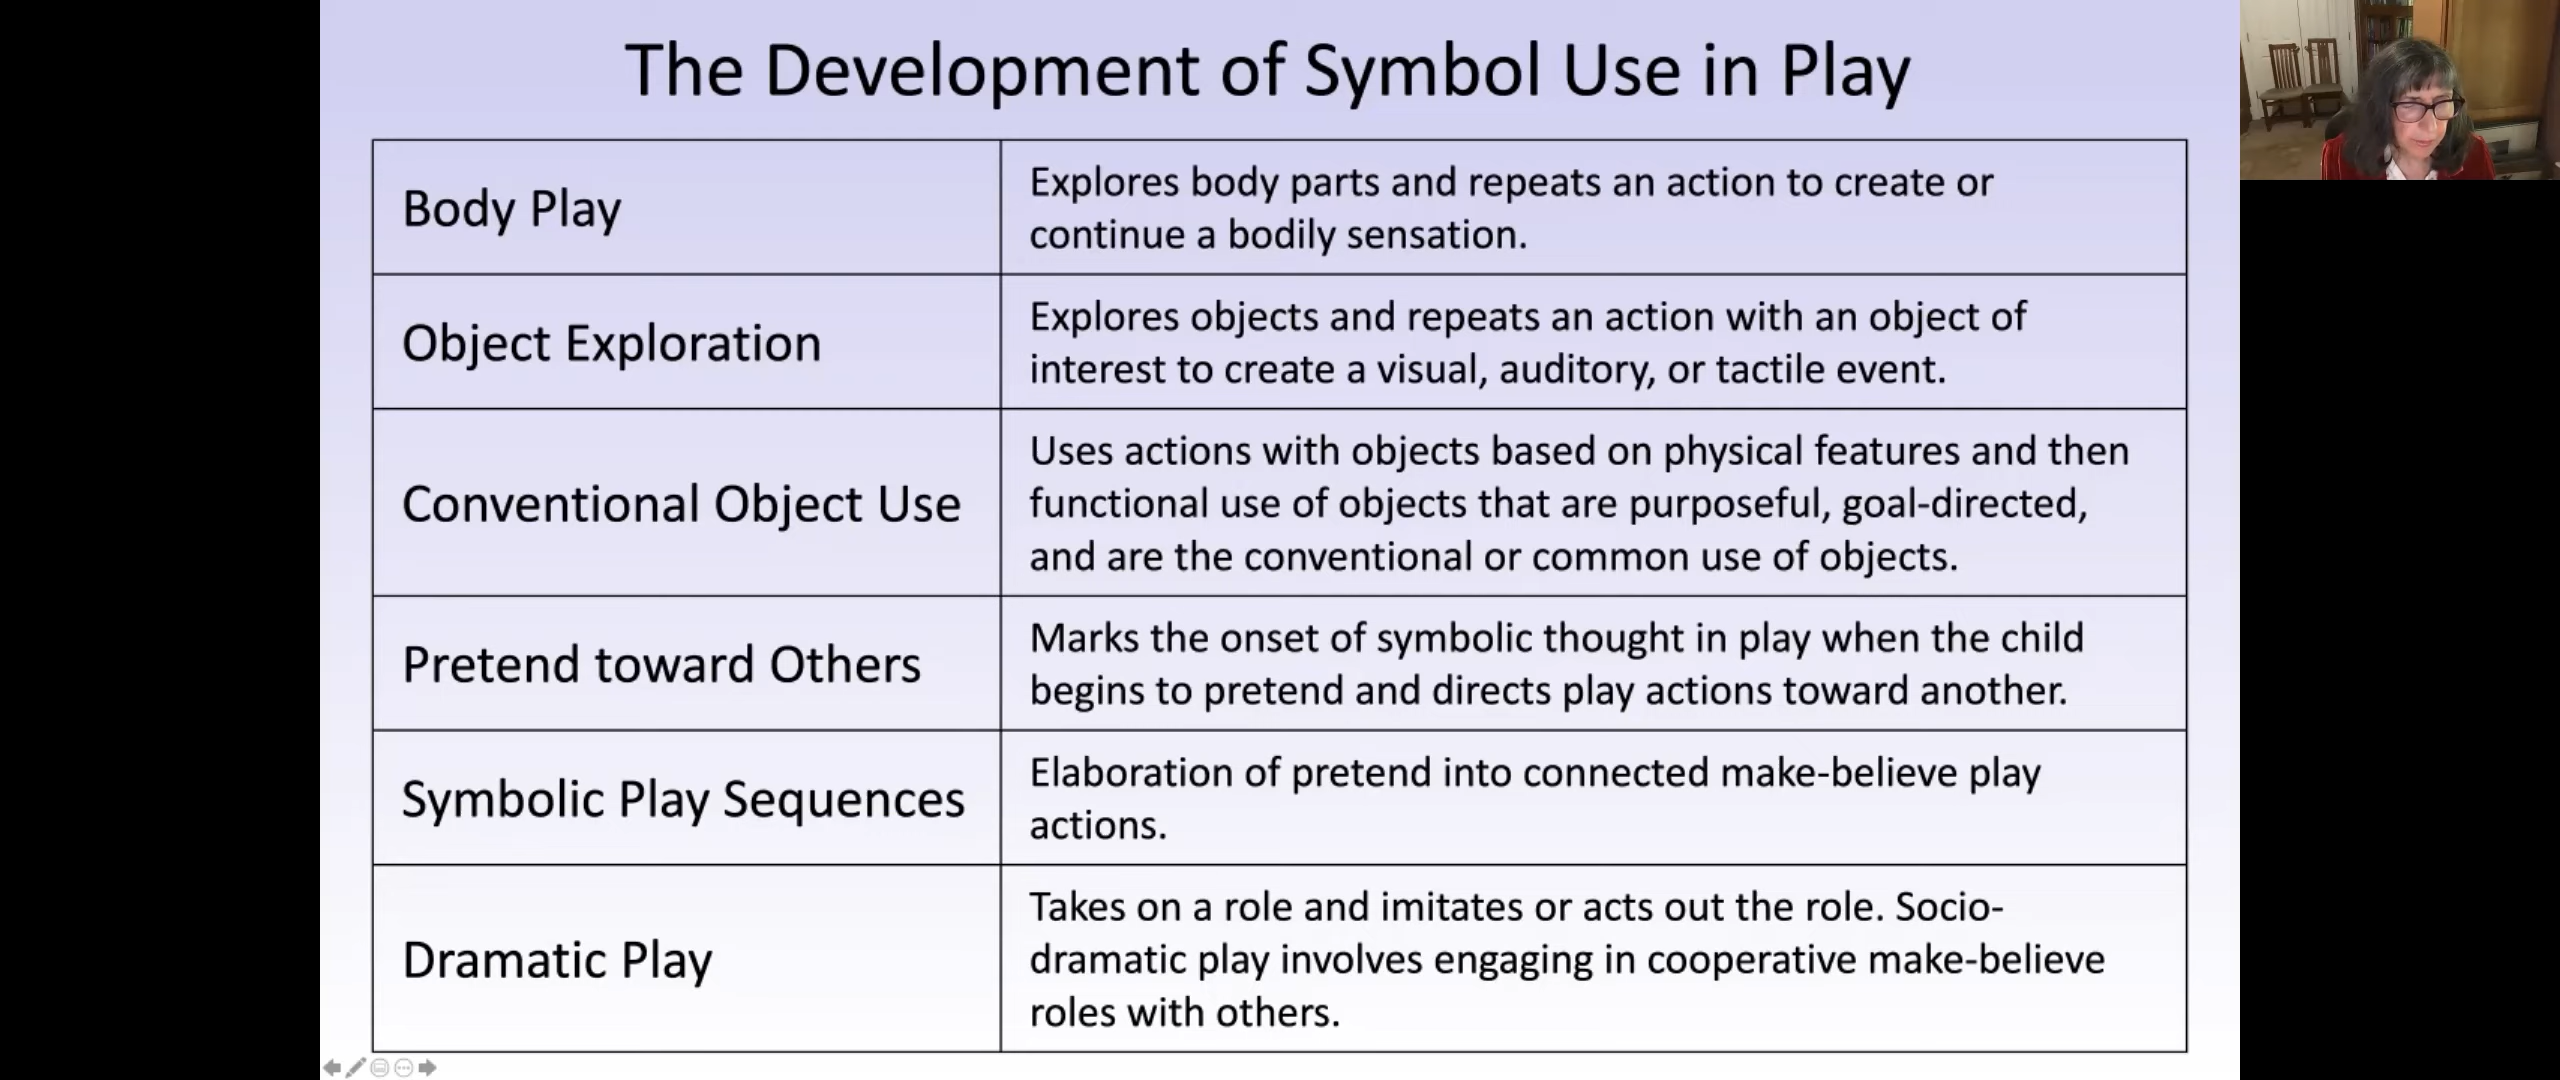 The Development of Symbol Use in Play
Body Play
Explores body parts and repeats an action to create or
continue a bodily sensation.
Object Exploration
Explores objects and repeats an action with an object of
interest to create a visual, auditory, or tactile event.
Conventional Object Use
Uses actions with objects based on physical features and then
functional use of objects that are purposeful, goal-directed,
and are the conventional or common use of objects.
Pretend toward Others
Marks the onset of symbolic thought in play when the child
begins to pretend and directs play actions toward another.
Symbolic Play Sequences
Elaboration of pretend into connected make-believe play
actions.
Dramatic Play
Takes on a role and imitates or acts out the role. Socio-
dramatic play involves engaging in cooperative make-believe
roles with others.